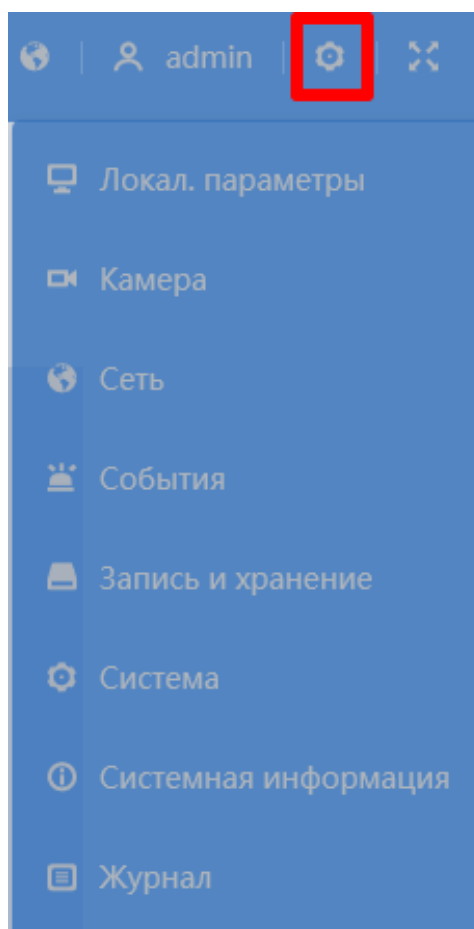 admin
Локал. параметры
Камера
Сеть
События
Запись и хранение
Система
Системная информация
Журнал